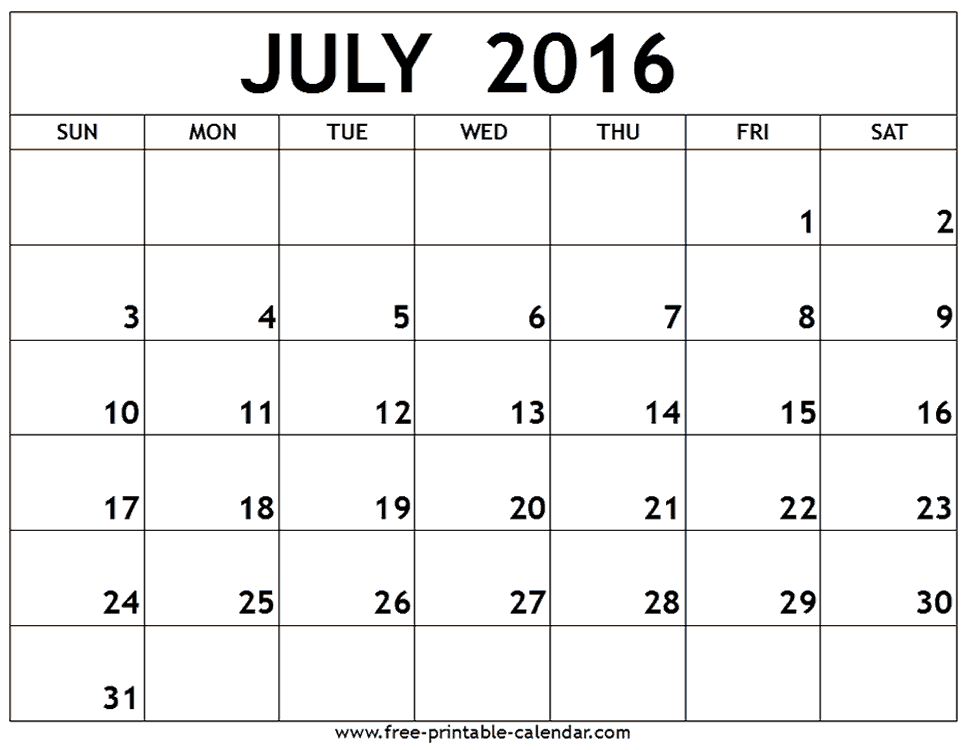 JULY 2016
SUN MON TUE WED THU FRI SAT
1 2
3 4 5 6 7 8 9
10 11 12 13 14 15 16
17 18 19 20 21 22 23
24 25 26 27 28 29 30
31
www.free-printable-calendar.com